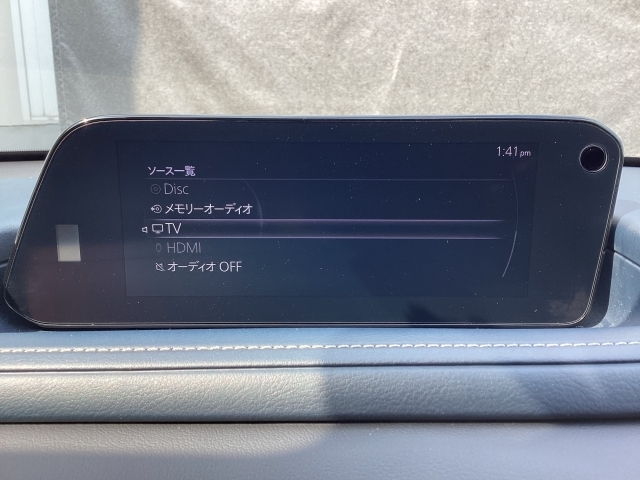 1:41 pm
ソース一覧
Disc
メモリーオーディオ
TV
HDMI
オーディオ OFF